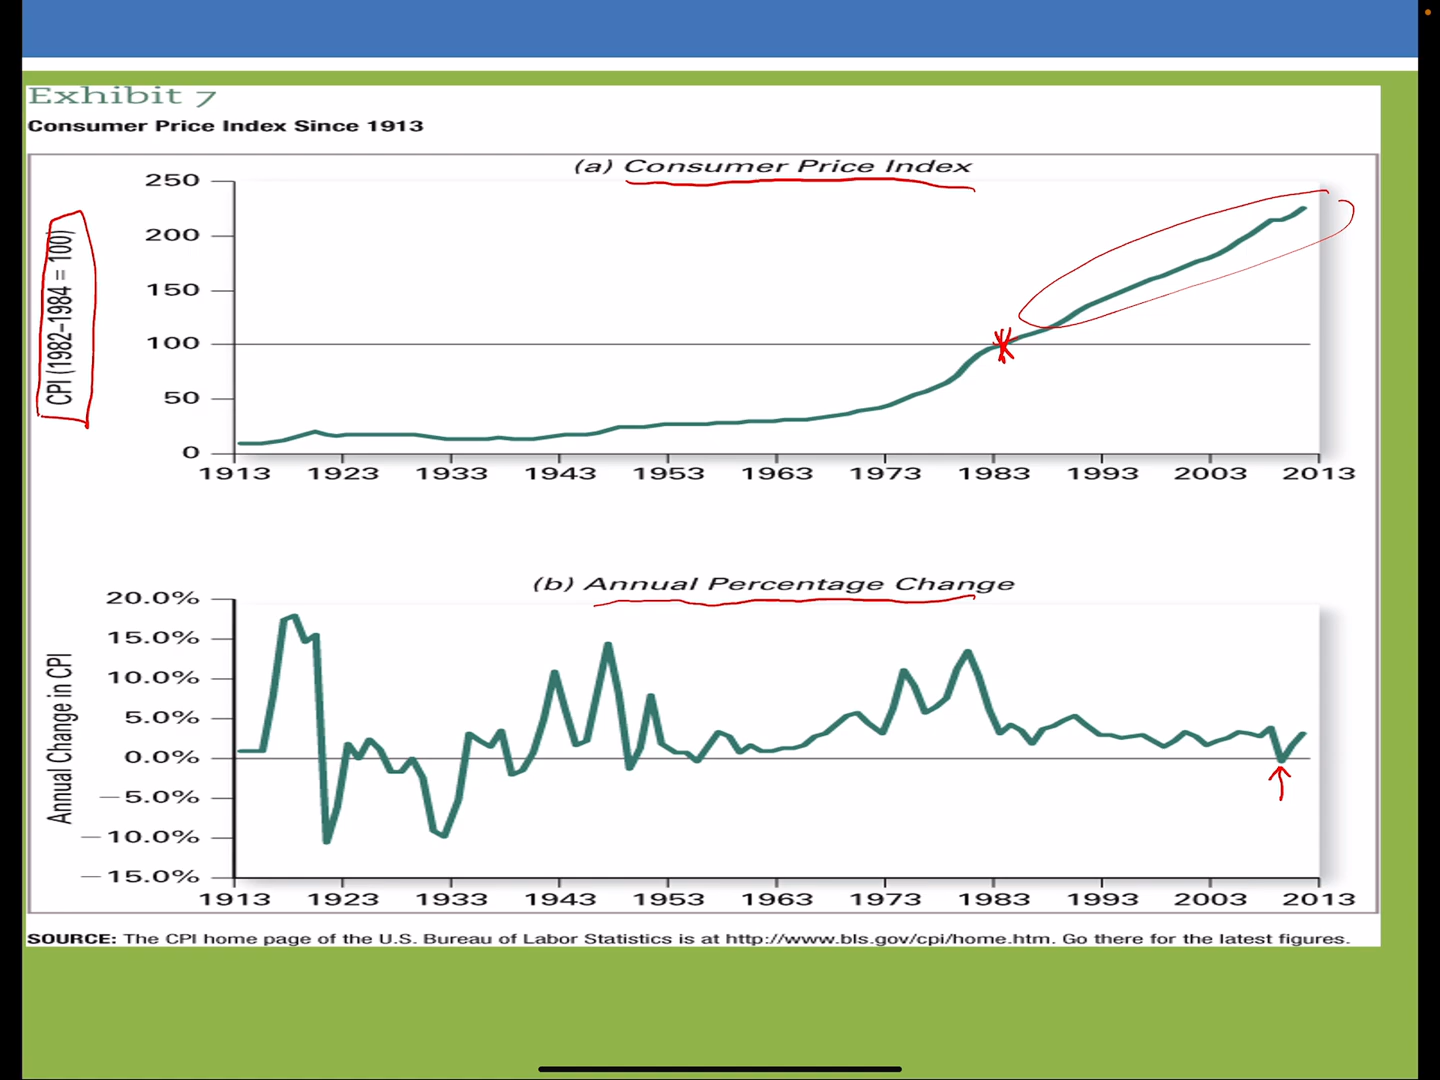 Exhibit 7
Consumer Price Index Since 1913
(a) Consumer Price Index
CPI (1982–1984 = 100)
250
200
150
100
50
0
1913 1923 1933 1943 1953 1963 1973 1983 1993 2003 2013
(b) Annual Percentage Change
Annual Change in CPI
20.0%
15.0%
10.0%
5.0%
0.0%
−5.0%
−10.0%
−15.0%
1913 1923 1933 1943 1953 1963 1973 1983 1993 2003 2013
SOURCE: The CPI home page of the U.S. Bureau of Labor Statistics is at http://www.bls.gov/cpi/home.htm. Go there for the latest figures.